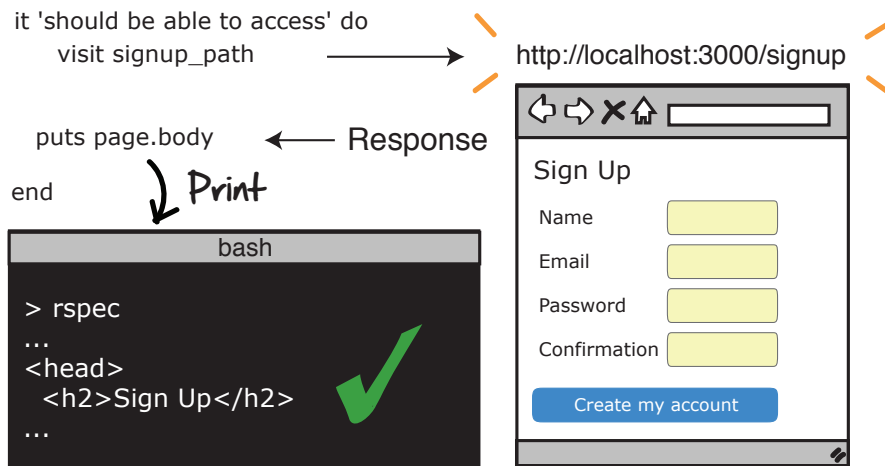 it 'should be able to access' do
visit signup_path
http://localhost:3000/signup
puts page.body
Response
Print
end
bash
> rspec
...
<head>
<h2>Sign Up</h2>
...
Sign Up
Name
Email
Password
Confirmation
Create my account